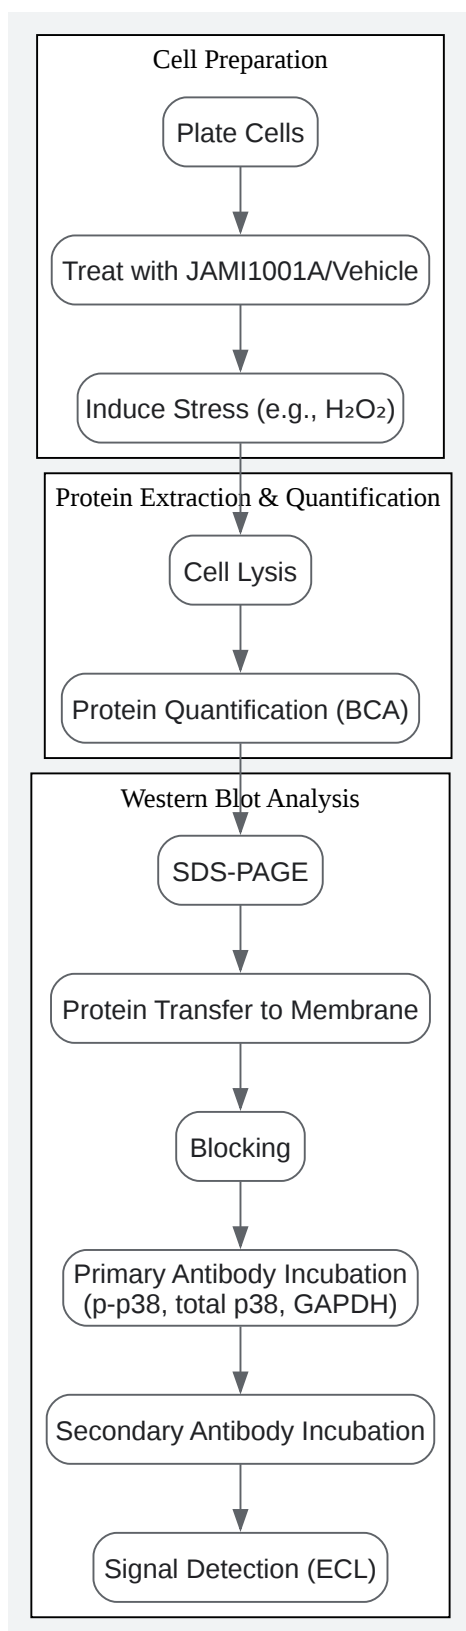 Cell Preparation
Plate Cells
Treat with JAMI1001A/Vehicle
Induce Stress (e.g., H₂O₂)
Protein Extraction & Quantification
Cell Lysis
Protein Quantification (BCA)
Western Blot Analysis
SDS-PAGE
Protein Transfer to Membrane
Blocking
Primary Antibody Incubation
(p-p38, total p38, GAPDH)
Secondary Antibody Incubation
Signal Detection (ECL)